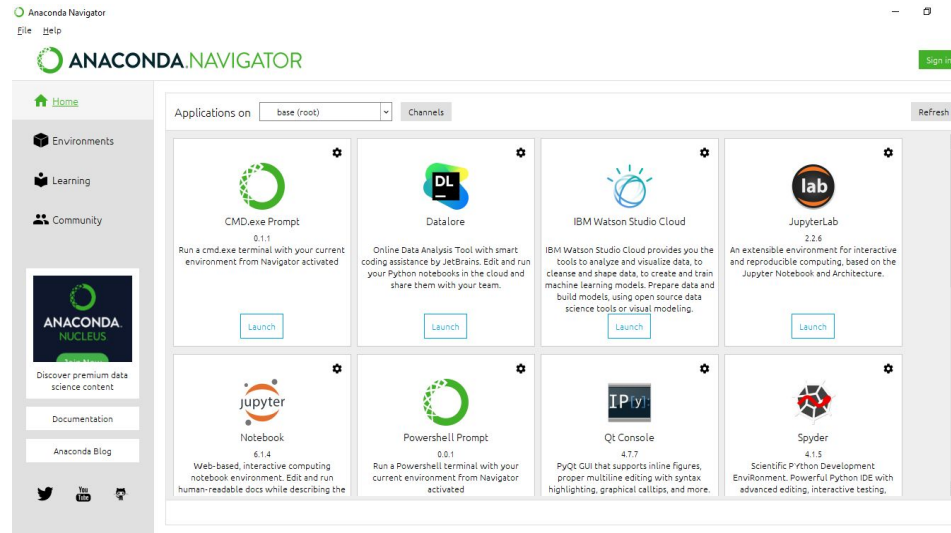 Anaconda Navigator
File Help
ANACONDA.NAVIGATOR
Sign in
Home
Environments
Learning
Community
ANACONDA.
NUCLEUS
Join Now
Discover premium data
science content
Documentation
Anaconda Blog
You
Tube
Applications on base (root) Channels Refresh
CMD.exe Prompt
0.1.1
Run a cmd.exe terminal with your current
environment from Navigator activated
Launch
DL
Datalore
Online Data Analysis Tool with smart
coding assistance by JetBrains. Edit and run
your Python notebooks in the cloud and
share them with your team.
Launch
IBM Watson Studio Cloud
IBM Watson Studio Cloud provides you the
tools to analyze and visualize data, to
cleanse and shape data, to create and train
machine learning models. Prepare data and
build models, using open source data
science tools or visual modeling.
Launch
lab
JupyterLab
2.2.6
An extensible environment for interactive
and reproducible computing, based on the
Jupyter Notebook and Architecture.
Launch
jupyter
Notebook
6.1.4
Web-based, interactive computing
notebook environment. Edit and run
human-readable docs while describing the
Powershell Prompt
0.0.1
Run a Powershell terminal with your
current environment from Navigator
activated
IP[y]:
Qt Console
4.7.7
PyQt GUI that supports inline figures,
proper multiline editing with syntax
highlighting, graphical calltips, and more.
Spyder
4.1.5
Scientific PYthon Development
EnviRonment. Powerful Python IDE with
advanced editing, interactive testing,